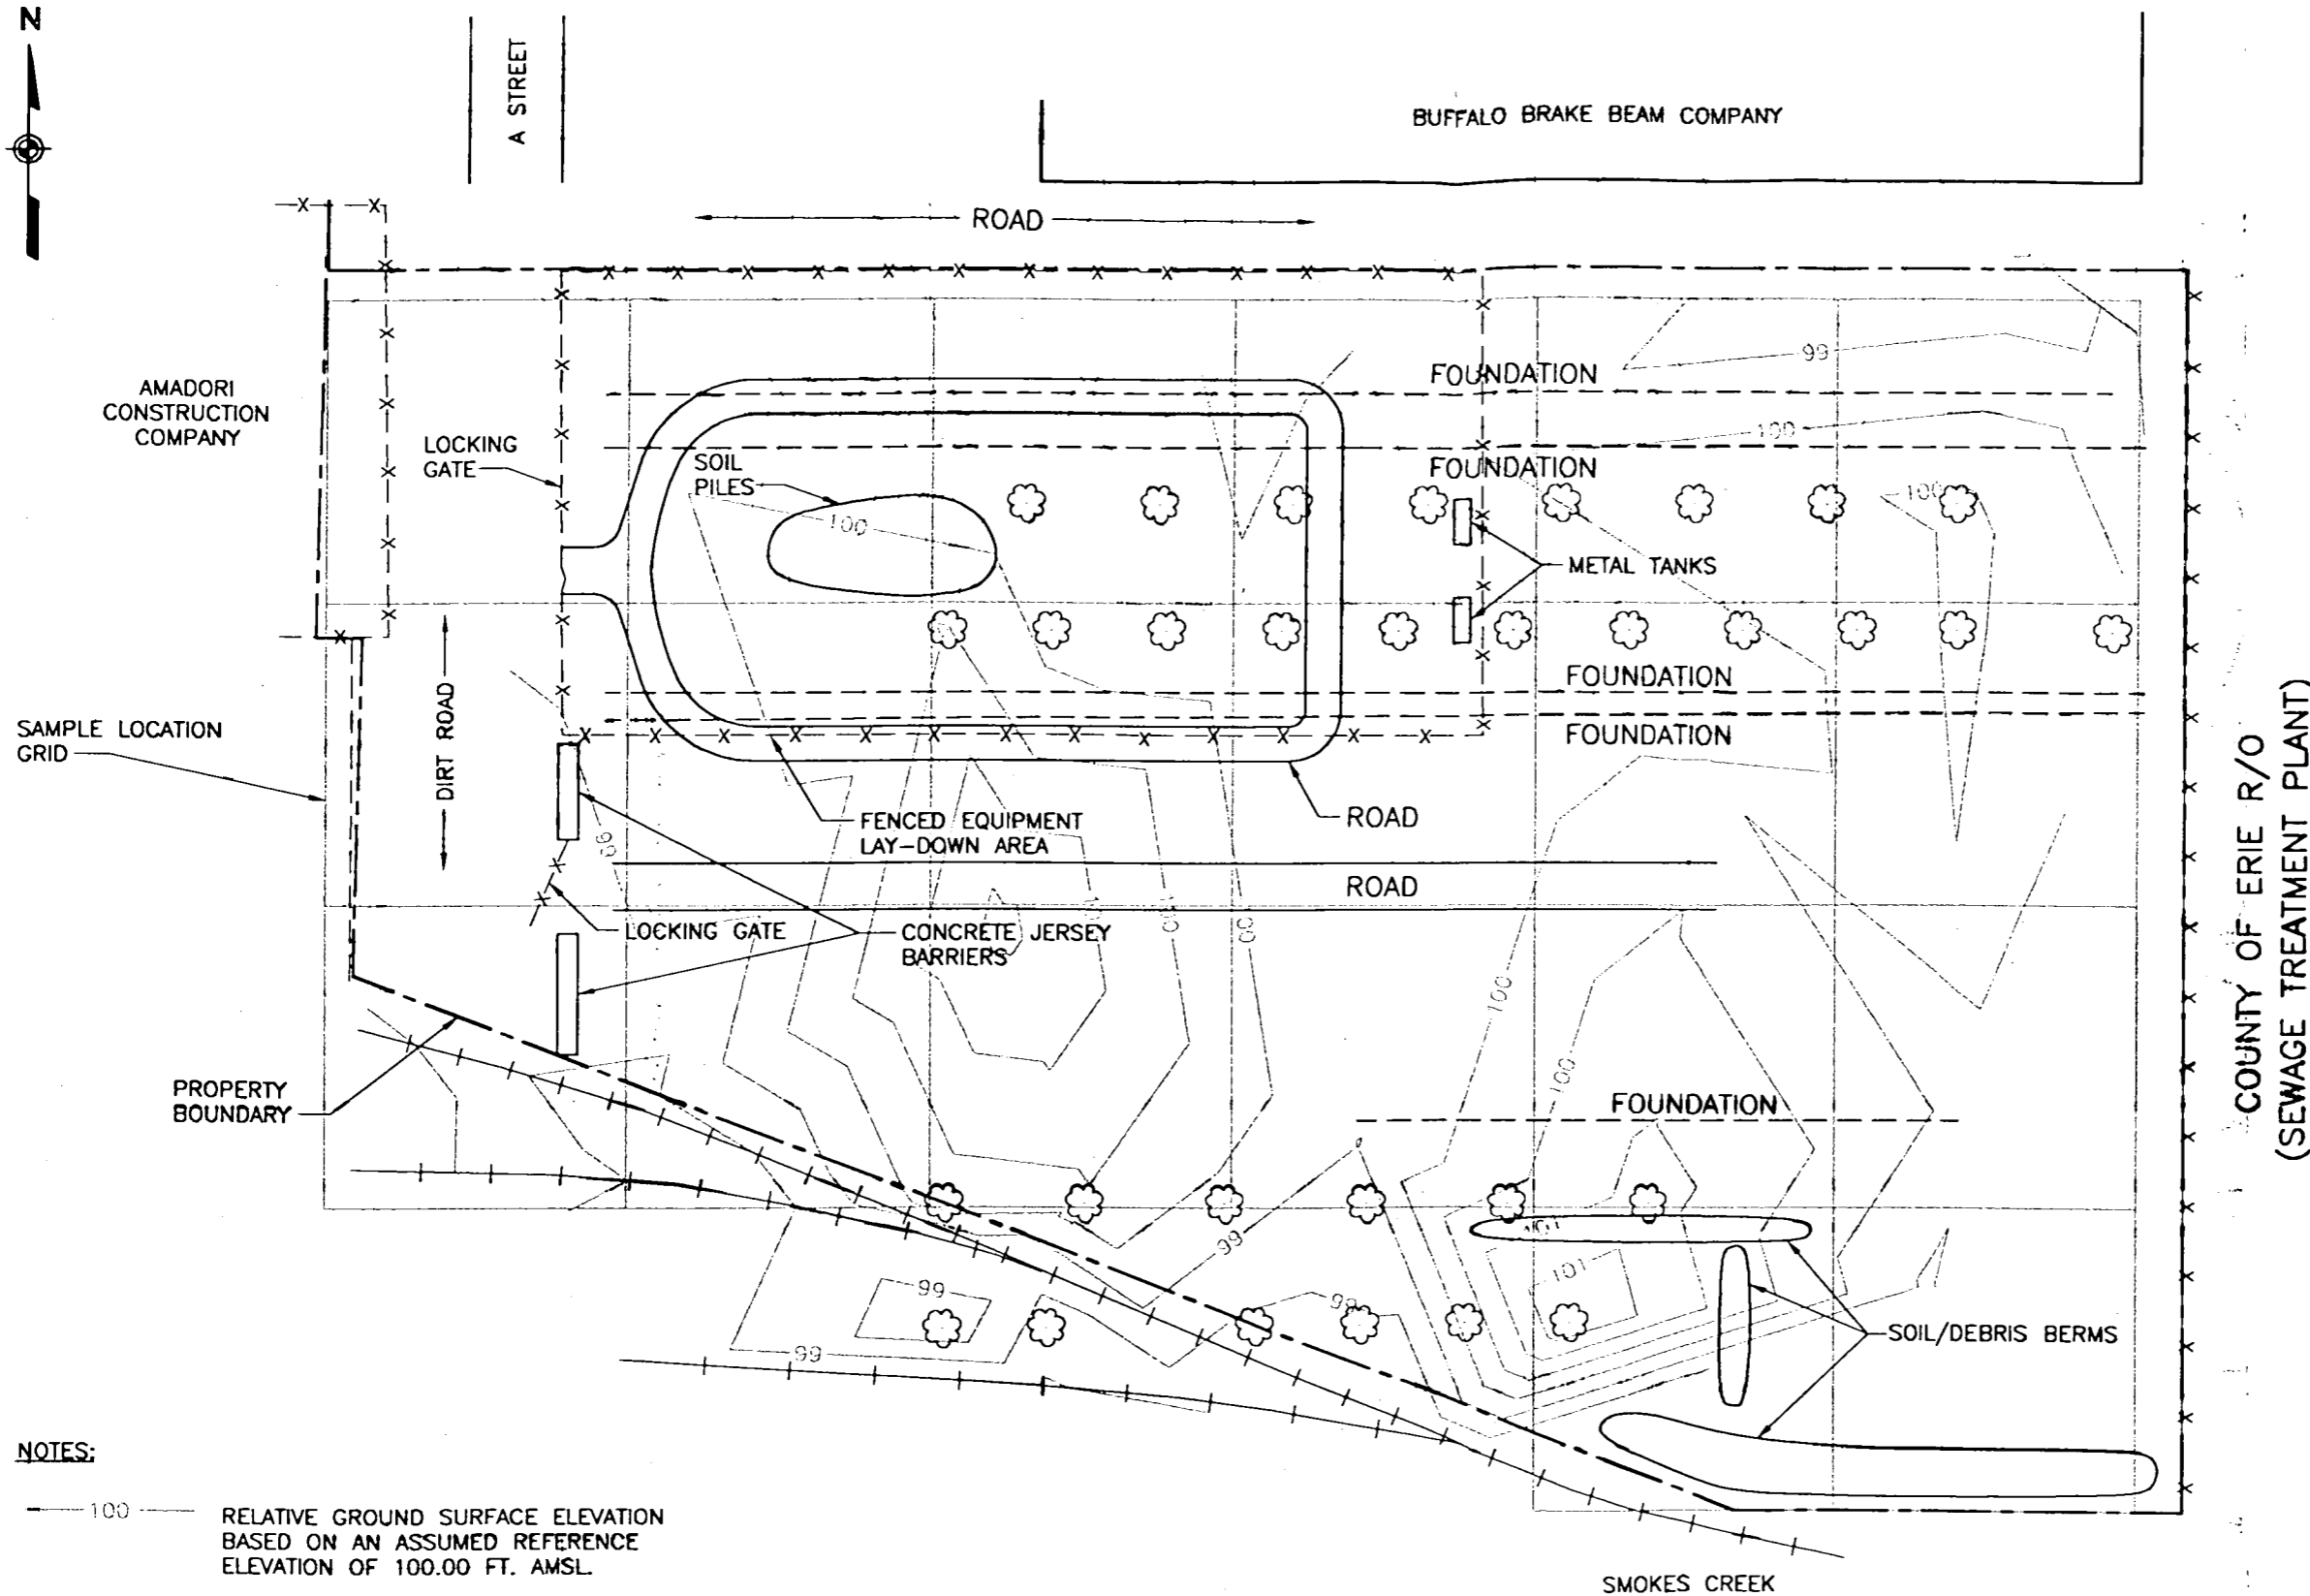 N
A STREET
BUFFALO BRAKE BEAM COMPANY
ROAD
AMADORI
CONSTRUCTION
COMPANY
LOCKING
GATE
SOIL
PILES
100
99
FOUNDATION
100
FOUNDATION
100
METAL TANKS
FOUNDATION
FOUNDATION
SAMPLE LOCATION
GRID
DIRT ROAD
99
FENCED EQUIPMENT
LAY-DOWN AREA
ROAD
ROAD
LOCKING GATE
CONCRETE JERSEY
BARRIERS
100
100
PROPERTY
BOUNDARY
FOUNDATION
99
101
99
99
99
SOIL/DEBRIS BERMS
COUNTY OF ERIE R/O
(SEWAGE TREATMENT PLANT)
NOTES:
100
RELATIVE GROUND SURFACE ELEVATION
BASED ON AN ASSUMED REFERENCE
ELEVATION OF 100.00 FT. AMSL.
SMOKES CREEK